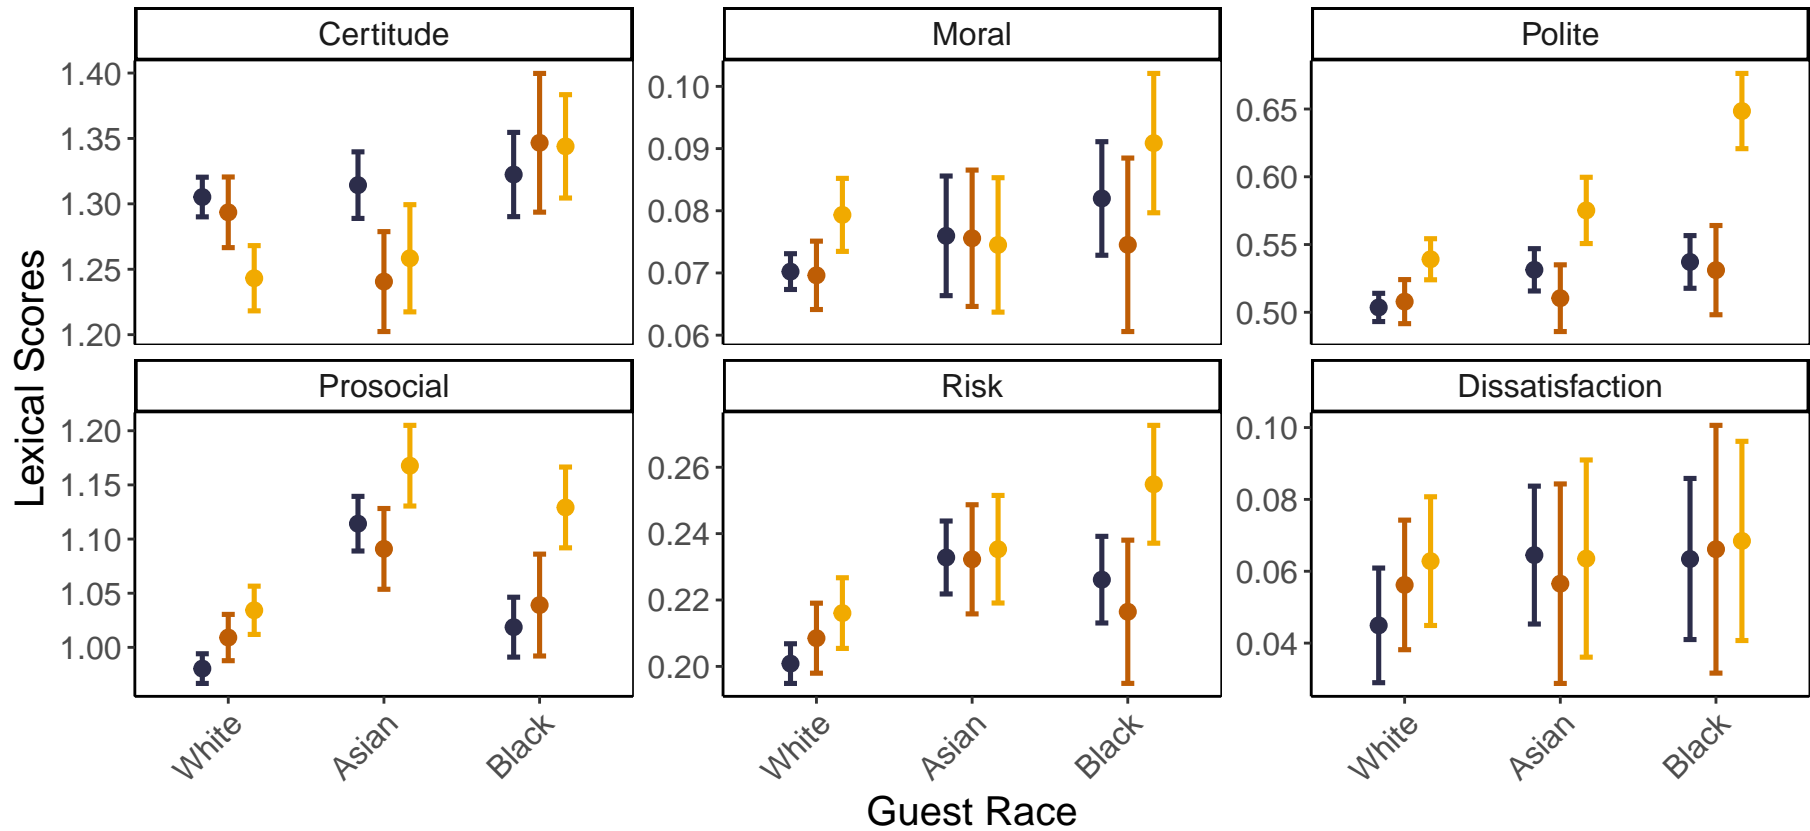 Certitude
Moral
Polite
1.40
1.35
1.30
1.25
1.20
0.10
0.09
0.08
0.07
0.06
0.65
0.60
0.55
0.50
Lexical Scores
Prosocial
Risk
Dissatisfaction
1.20
1.15
1.10
1.05
1.00
0.26
0.24
0.22
0.20
0.10
0.08
0.06
0.04
White
Asian
Black
White
Asian
Black
White
Asian
Black
Guest Race